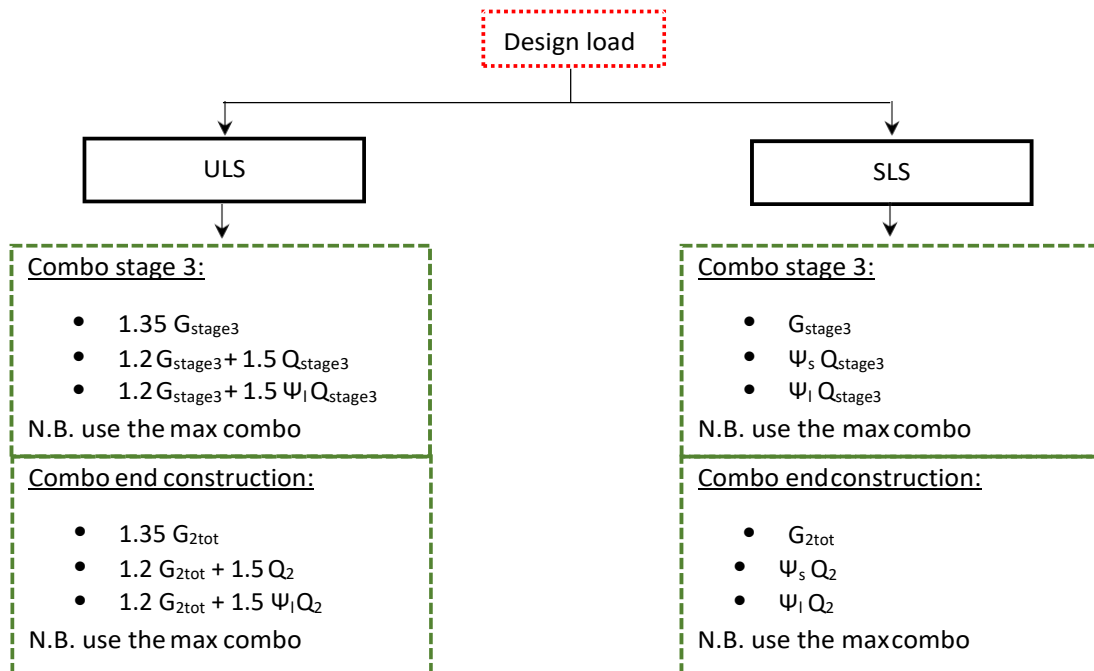 Design load
ULS
SLS
Combo stage 3:
• 1.35 Gstage3
• 1.2 Gstage3 + 1.5 Qstage3
• 1.2 Gstage3 + 1.5 Ψl Qstage3
N.B. use the max combo
Combo end construction:
• 1.35 G2tot
• 1.2 G2tot + 1.5 Q2
• 1.2 G2tot + 1.5 ΨlQ2
N.B. use the max combo
Combo stage 3:
• Gstage3
• Ψs Qstage3
• Ψl Qstage3
N.B. use the max combo
Combo end construction:
• G2tot
• Ψs Q2
• Ψl Q2
N.B. use the max combo